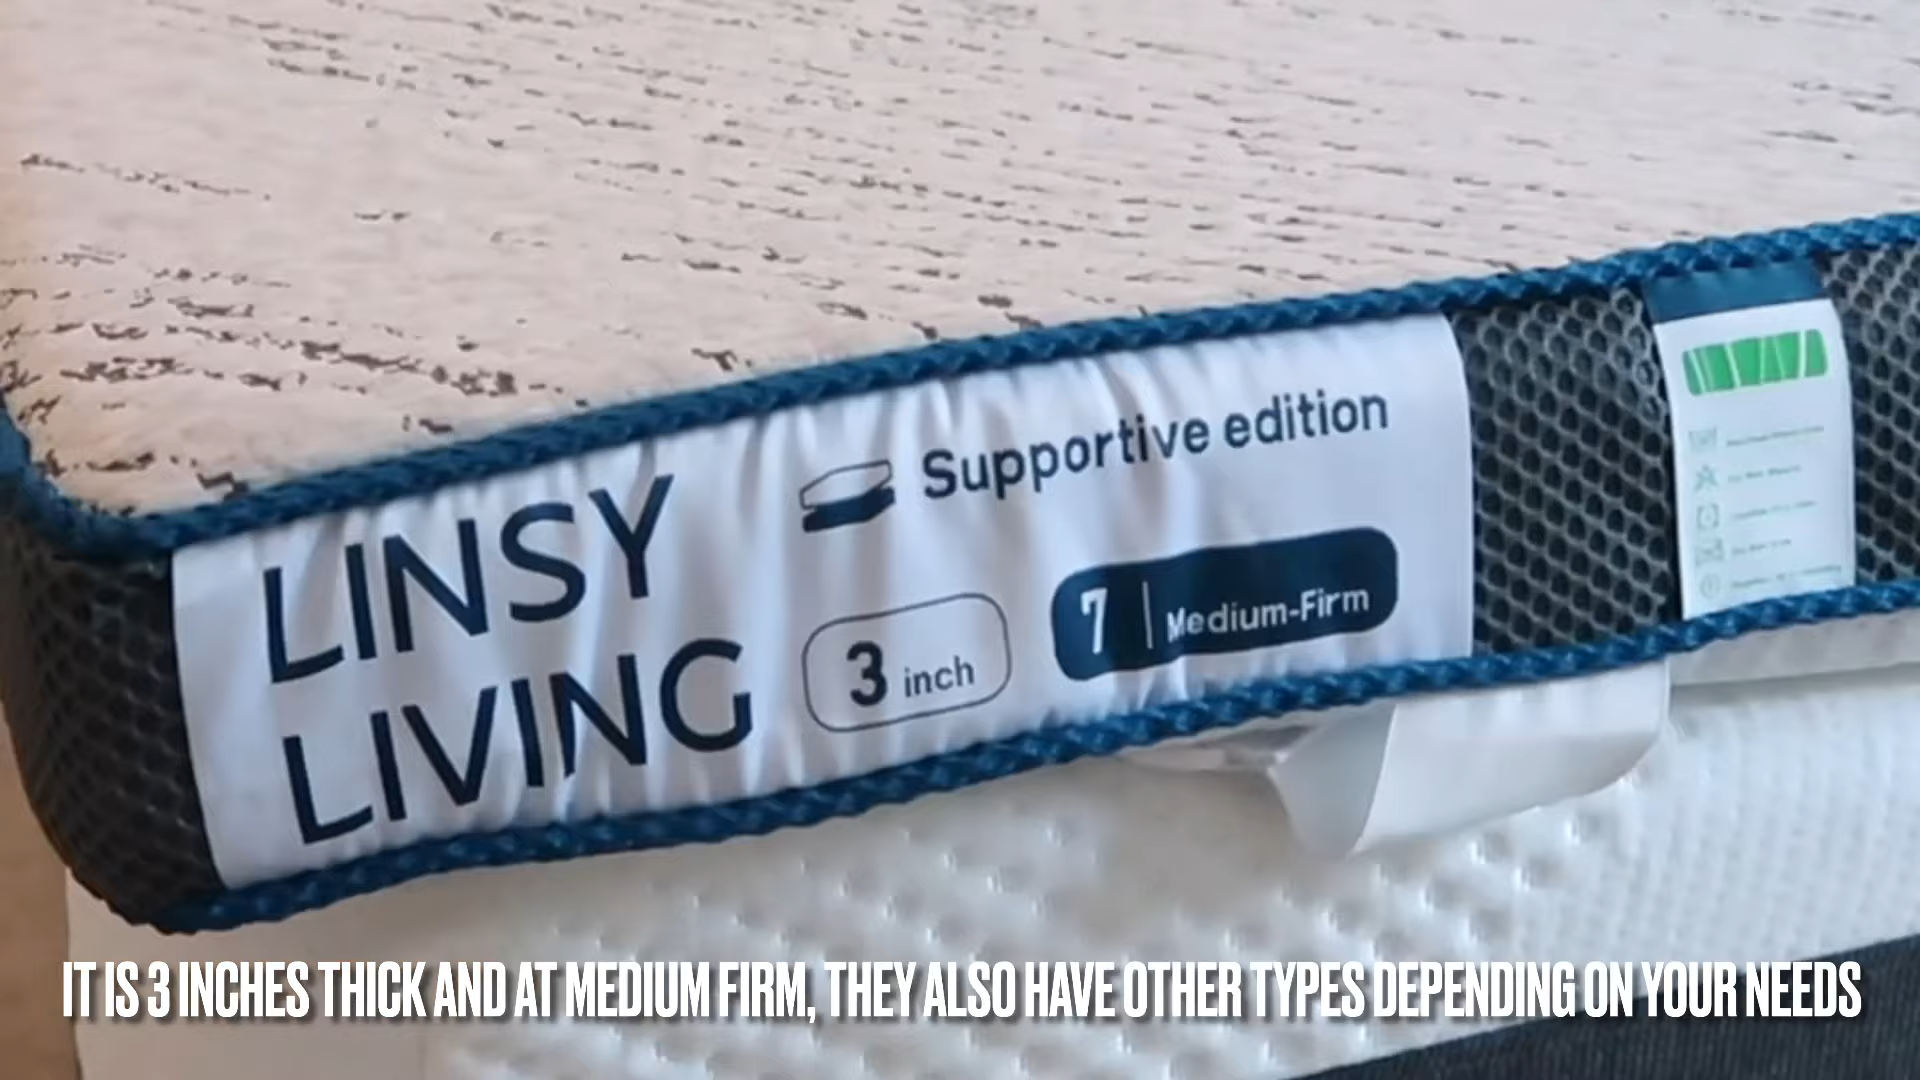 LINSY
LIVING
Supportive edition
3 inch
7 | Medium-Firm
IT IS 3 INCHES THICK AND AT MEDIUM FIRM, THEY ALSO HAVE OTHER TYPES DEPENDING ON YOUR NEEDS